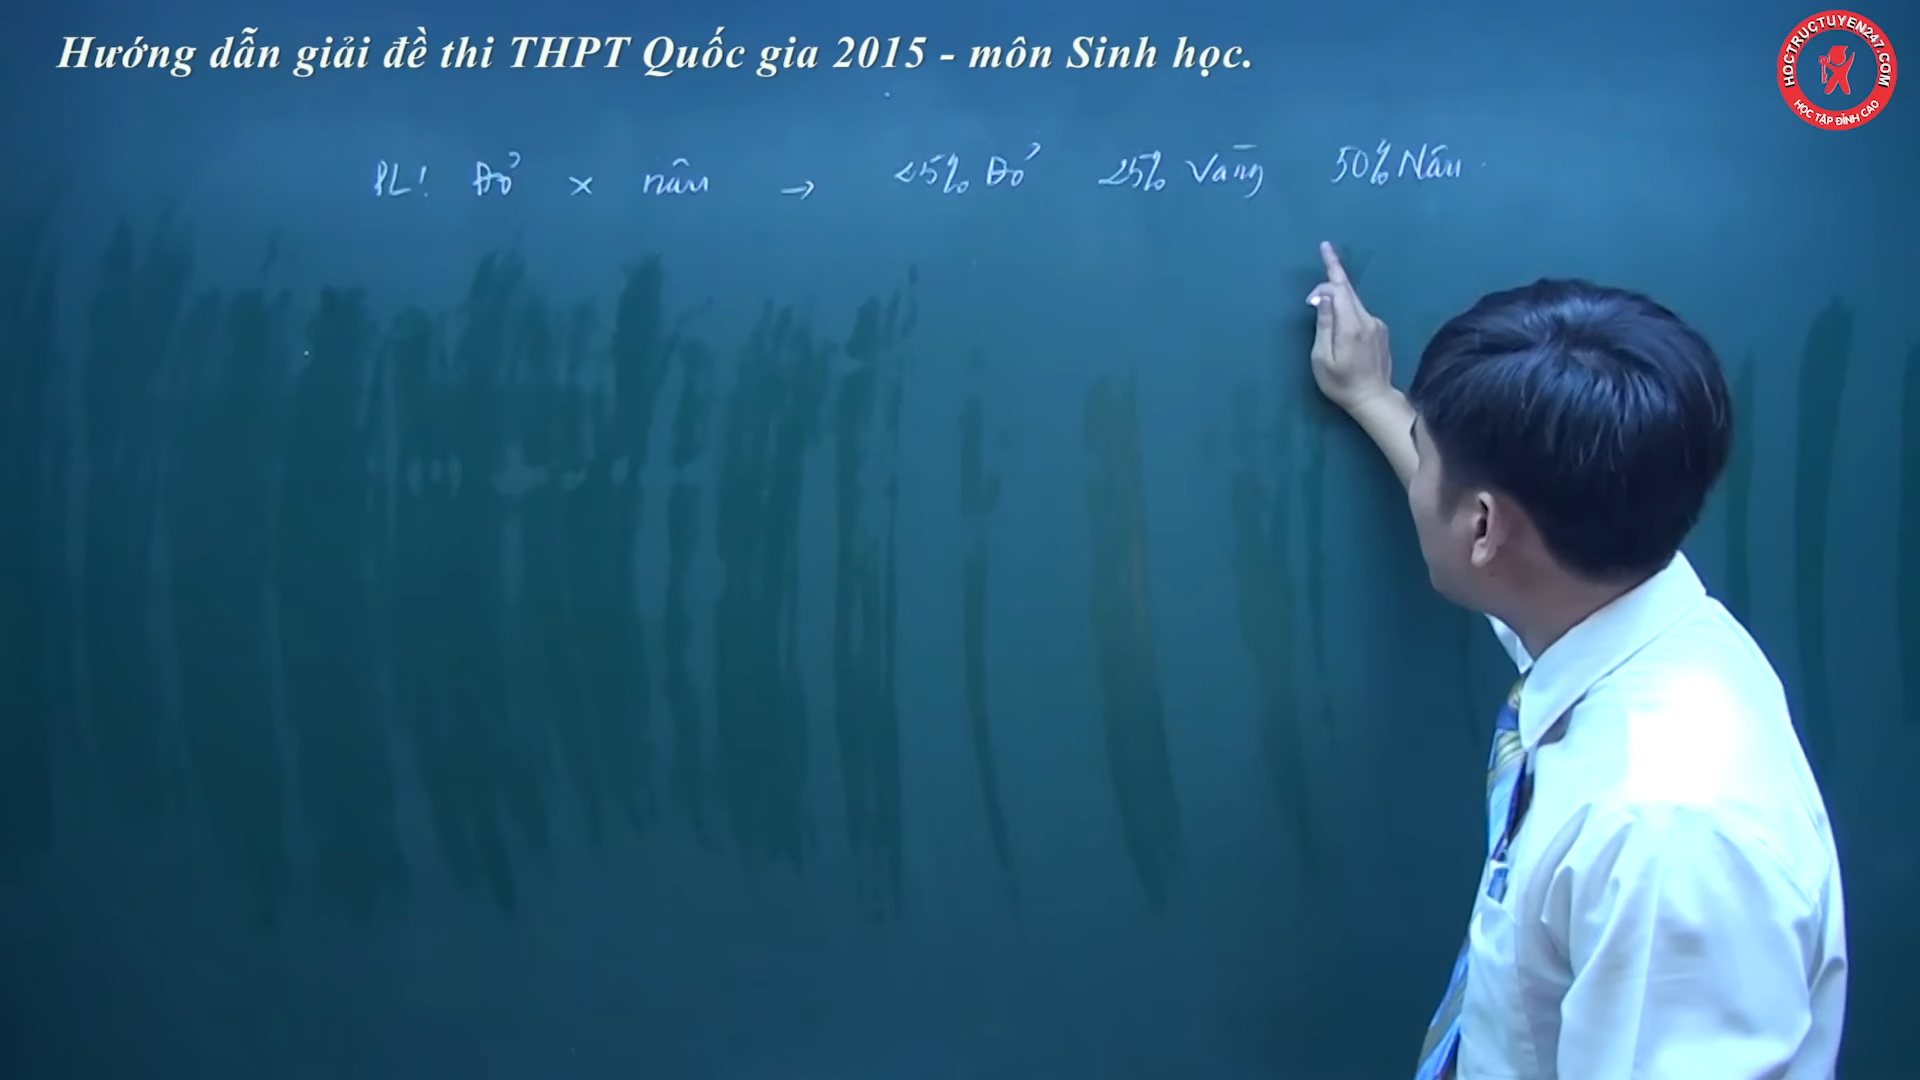 Hướng dẫn giải đề thi THPT Quốc gia 2015 - môn Sinh học.
HOCTRUCTUYEN247.COM
HỌC TẬP ĐỈNH CAO
PL! Đỏ × nâu → 25% Đỏ 25% Vàng 50% Nâu